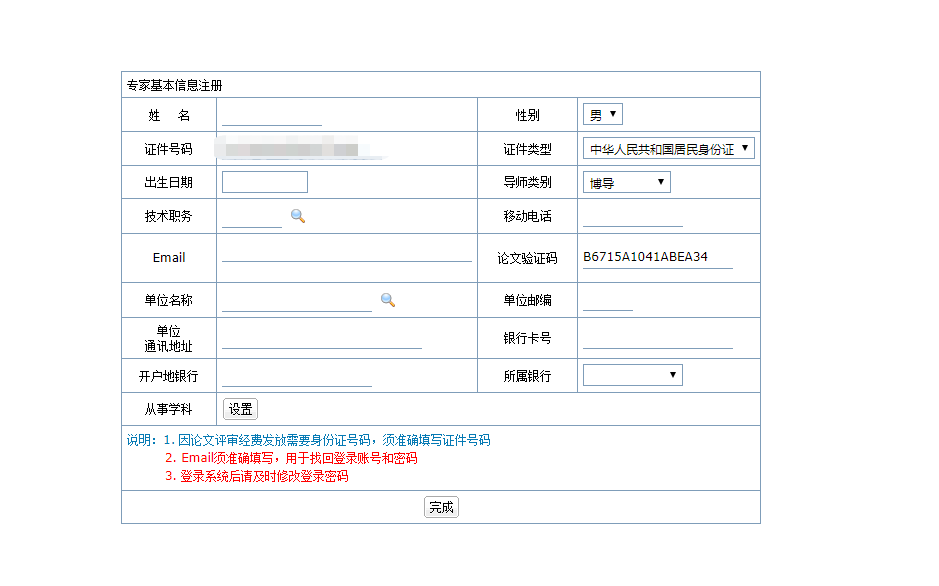 专家基本信息注册
姓 名
性别 男
证件号码
证件类型 中华人民共和国居民身份证
出生日期
导师类别 博导
技术职务
移动电话
Email
论文验证码 B6715A1041ABEA34
单位名称
单位邮编
单位
通讯地址
银行卡号
开户地银行
所属银行
从事学科 设置
说明：1. 因论文评审经费发放需要身份证号码，须准确填写证件号码
2. Email须准确填写，用于找回登录账号和密码
3. 登录系统后请及时修改登录密码
完成